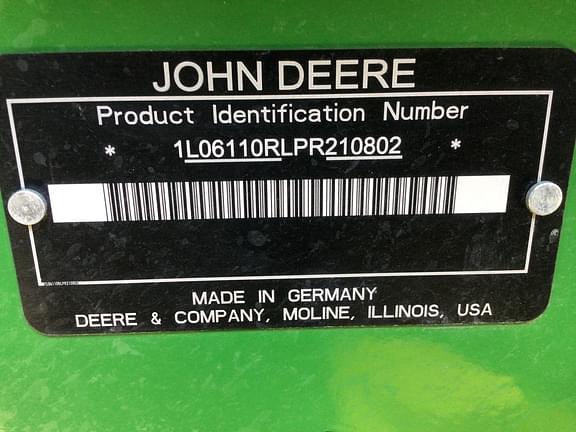 JOHN DEERE
Product Identification Number
* 1L06110RLPR210802 *
MADE IN GERMANY
DEERE & COMPANY, MOLINE, ILLINOIS, USA